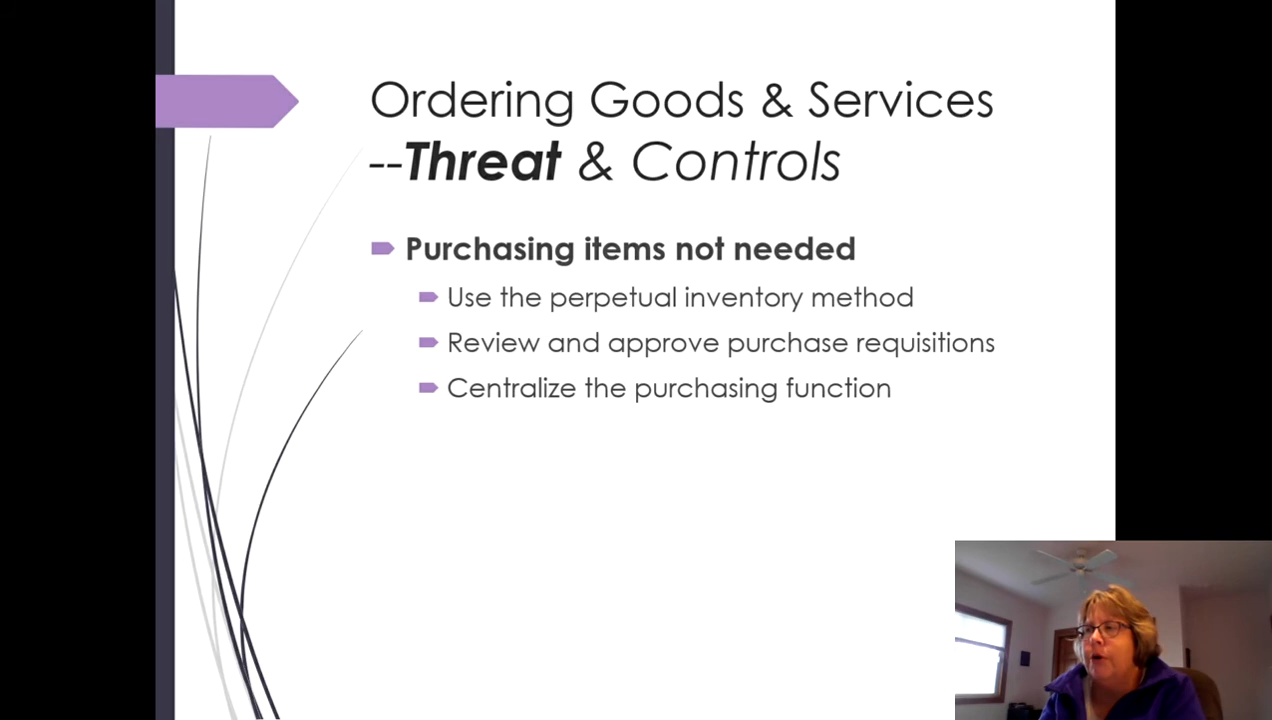 Ordering Goods & Services
--Threat & Controls
Purchasing items not needed
Use the perpetual inventory method
Review and approve purchase requisitions
Centralize the purchasing function